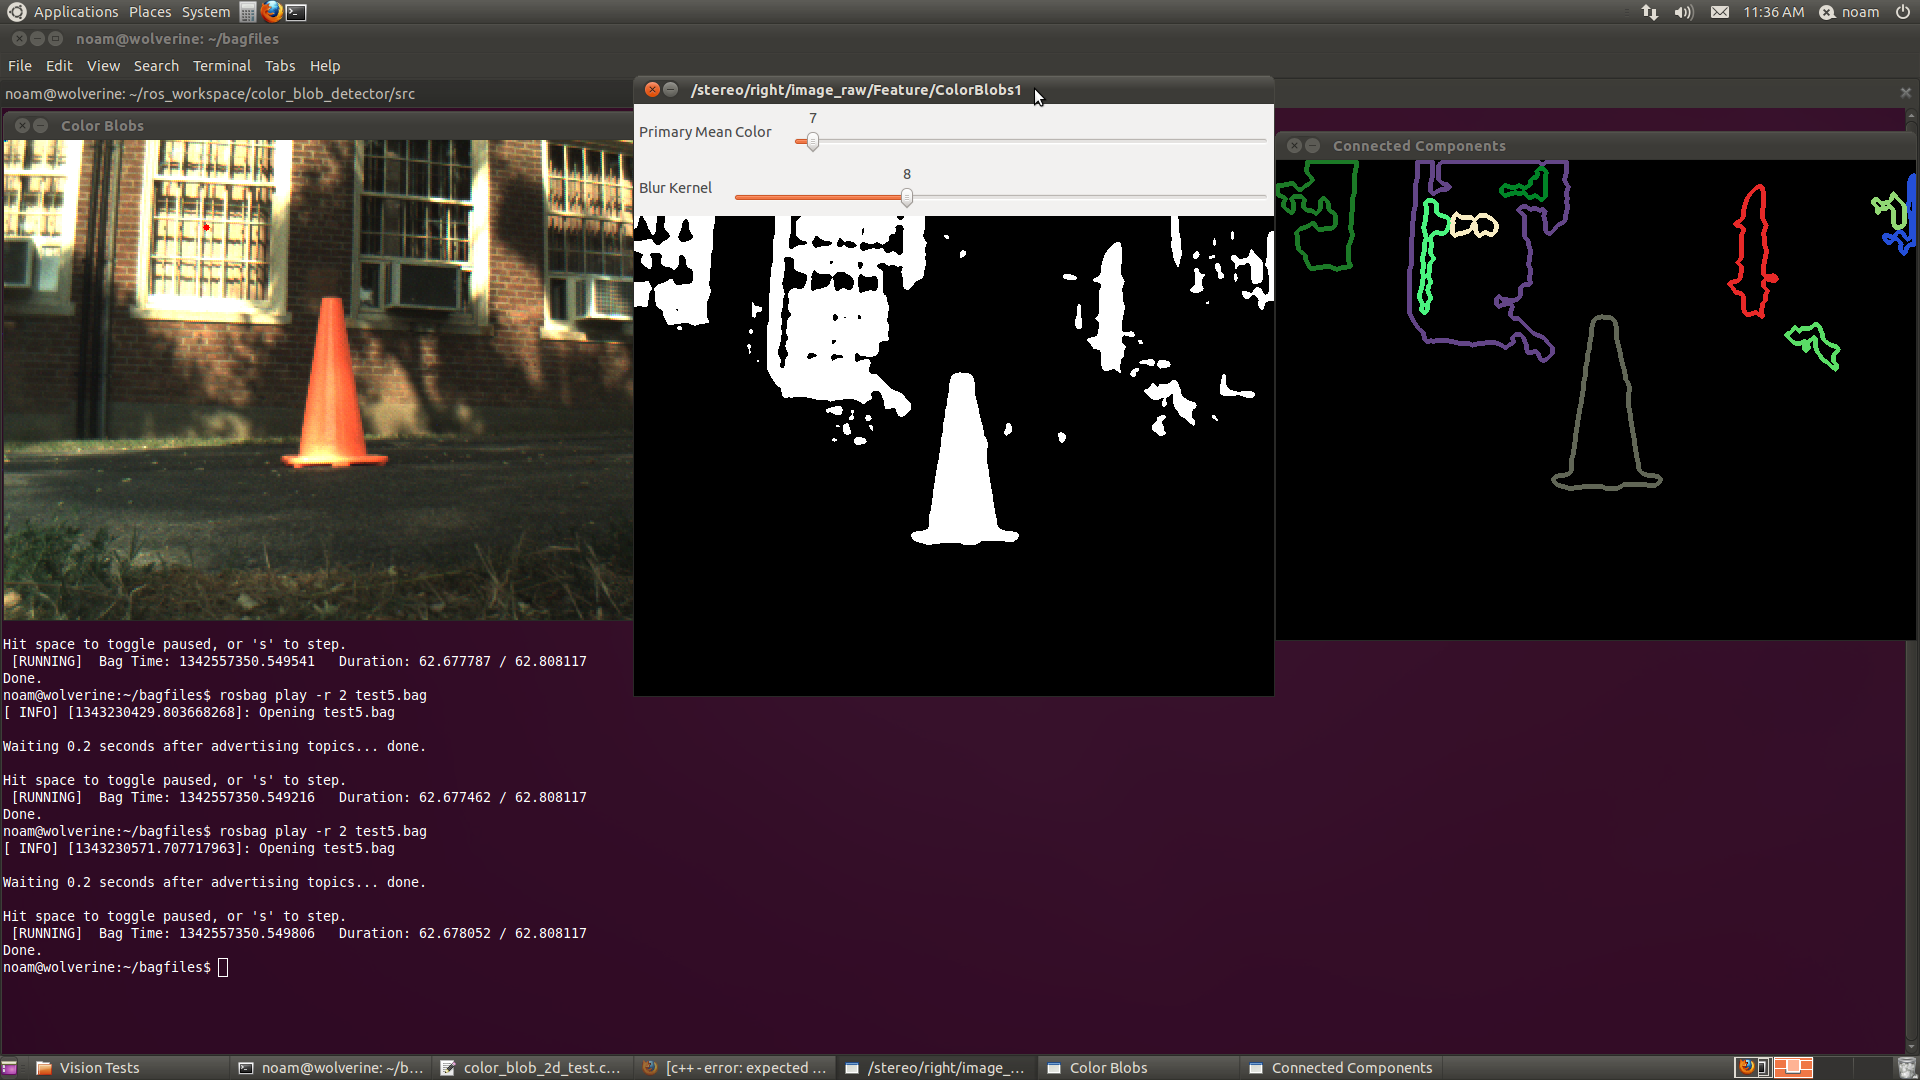 Applications Places System
11:36 AM noam
noam@wolverine: ~/bagfiles
File Edit View Search Terminal Tabs Help
noam@wolverine: ~/ros_workspace/color_blob_detector/src
/stereo/right/image_raw/Feature/ColorBlobs1
7
Primary Mean Color
8
Blur Kernel
Color Blobs
Connected Components
Hit space to toggle paused, or 's' to step.
[RUNNING] Bag Time: 1342557350.549541 Duration: 62.677787 / 62.808117
Done.
noam@wolverine:~/bagfiles$ rosbag play -r 2 test5.bag
[ INFO] [1343230429.803668268]: Opening test5.bag
Waiting 0.2 seconds after advertising topics... done.
Hit space to toggle paused, or 's' to step.
[RUNNING] Bag Time: 1342557350.549216 Duration: 62.677462 / 62.808117
Done.
noam@wolverine:~/bagfiles$ rosbag play -r 2 test5.bag
[ INFO] [1343230571.707717963]: Opening test5.bag
Waiting 0.2 seconds after advertising topics... done.
Hit space to toggle paused, or 's' to step.
[RUNNING] Bag Time: 1342557350.549806 Duration: 62.678052 / 62.808117
Done.
noam@wolverine:~/bagfiles$
Vision Tests
noam@wolverine: ~/b...
color_blob_2d_test.c...
[c++ - error: expected ...
/stereo/right/image_...
Color Blobs
Connected Components